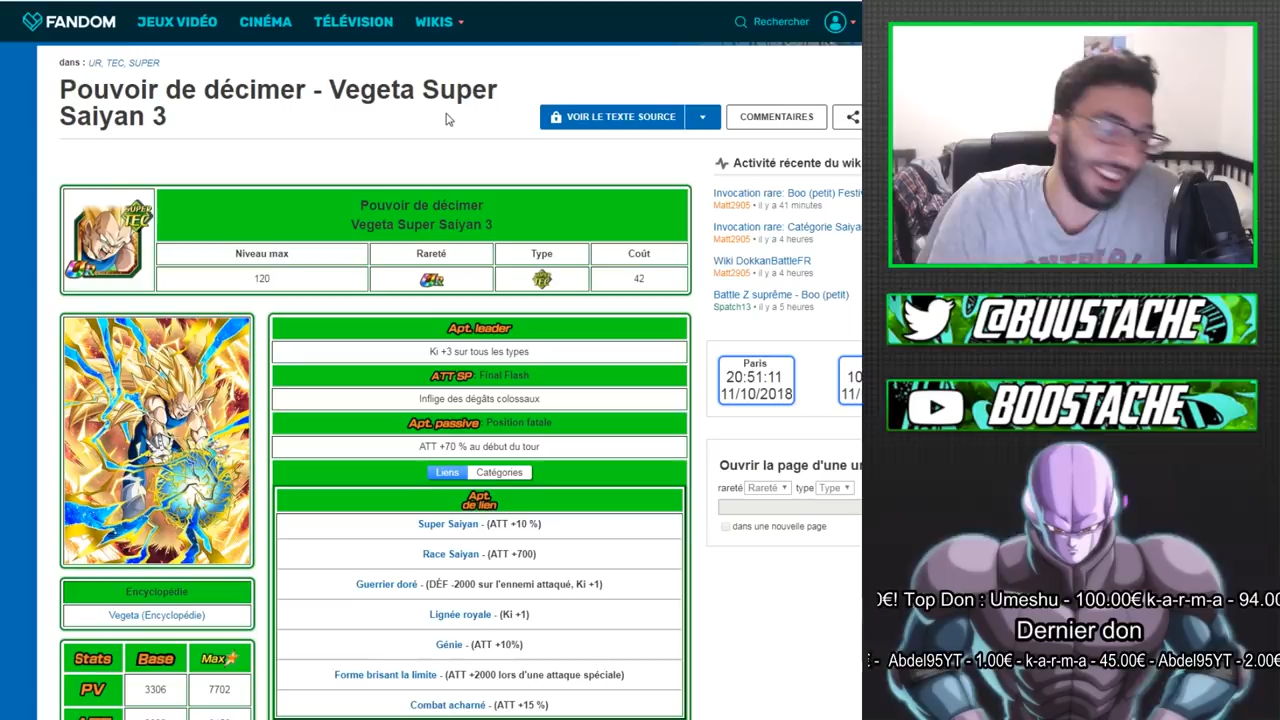 FANDOM JEUX VIDÉO CINÉMA TÉLÉVISION WIKIS Rechercher
dans : UR, TEC, SUPER
Pouvoir de décimer - Vegeta Super
Saiyan 3
VOIR LE TEXTE SOURCE COMMENTAIRES
Activité récente du wik
Invocation rare: Boo (petit) Festi
Matt2905 • il y a 41 minutes
Invocation rare: Catégorie Saiya
Matt2905 • il y a 4 heures
Wiki DokkanBattleFR
Matt2905 • il y a 4 heures
Battle Z suprême - Boo (petit)
Spatch13 • il y a 5 heures
SUPER
TEC
UR
Pouvoir de décimer
Vegeta Super Saiyan 3
Niveau max Rareté Type Coût
120 UR 42
Apt. leader
Ki +3 sur tous les types
ATT SP: Final Flash
Inflige des dégâts colossaux
Apt. passive: Position fatale
ATT +70 % au début du tour
Liens Catégories
Apt.
de lien
Super Saiyan - (ATT +10 %)
Race Saiyan - (ATT +700)
Guerrier doré - (DÉF -2000 sur l'ennemi attaqué, Ki +1)
Lignée royale - (Ki +1)
Génie - (ATT +10%)
Forme brisant la limite - (ATT +2000 lors d'une attaque spéciale)
Combat acharné - (ATT +15 %)
Encyclopédie
Vegeta (Encyclopédie)
Stats Base Max
PV 3306 7702
Paris
20:51:11
11/10/2018
10
11/
Ouvrir la page d'une un
rareté Rareté type Type
dans une nouvelle page
@BUUSTACHE
BOOSTACHE
0€! Top Don : Umeshu - 100.00€ k-a-r-m-a - 94.00
Dernier don
€ - Abdel95YT - 1.00€ - k-a-r-m-a - 45.00€ - Abdel95YT - 2.00€